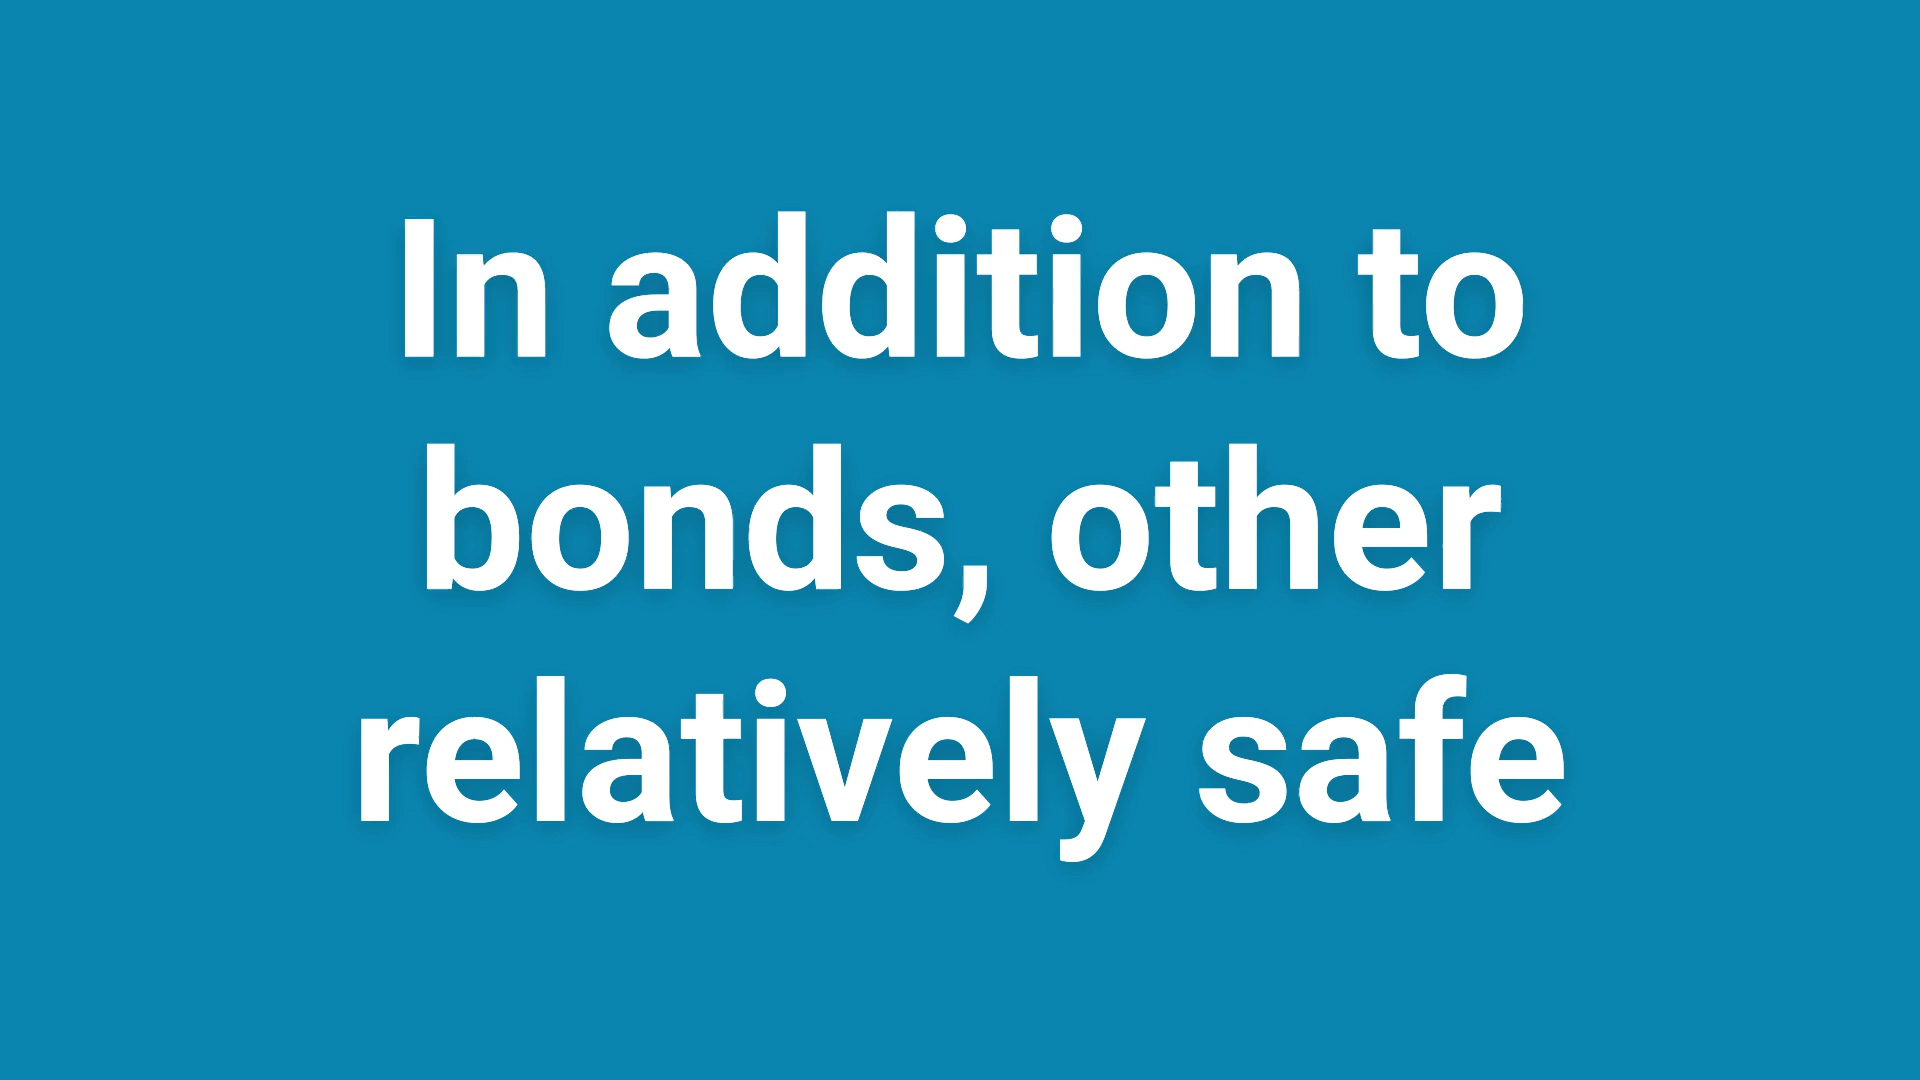 In addition to
bonds, other
relatively safe